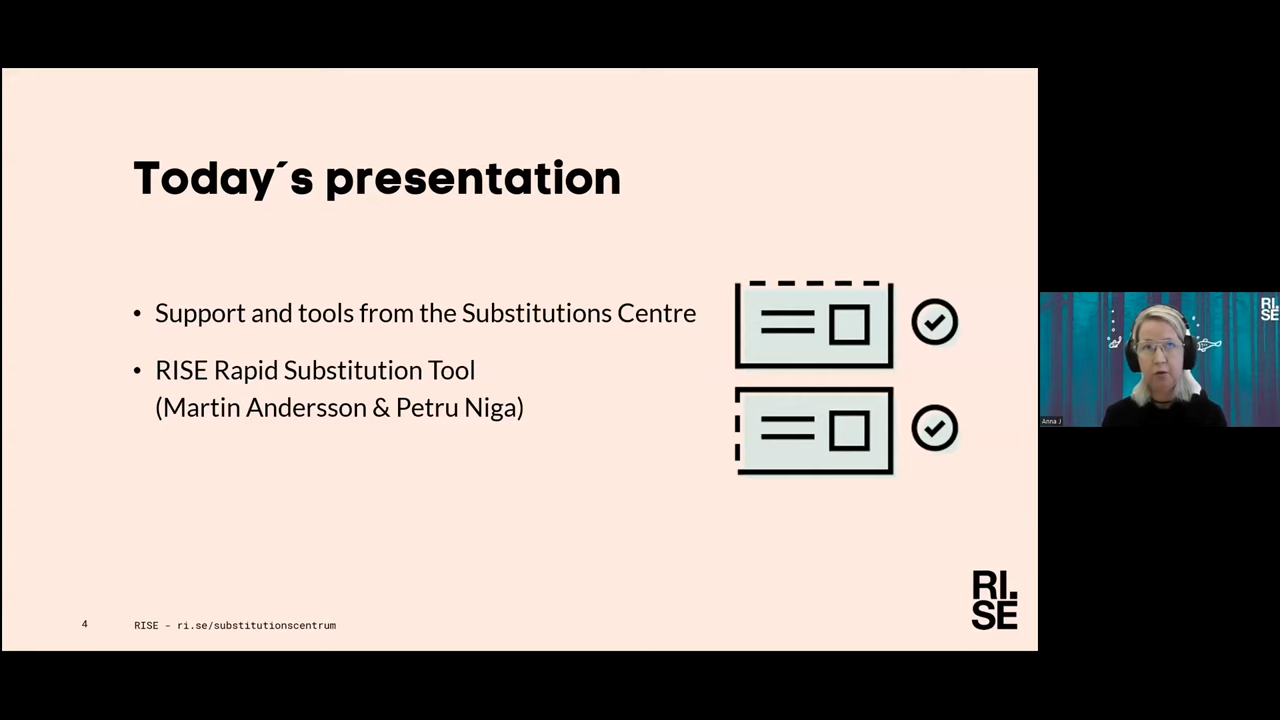 Today´s presentation
• Support and tools from the Substitutions Centre
• RISE Rapid Substitution Tool
(Martin Andersson & Petru Niga)
RI.
SE
Anna J
4
RISE – ri.se/substitutionscentrum
RI.
SE